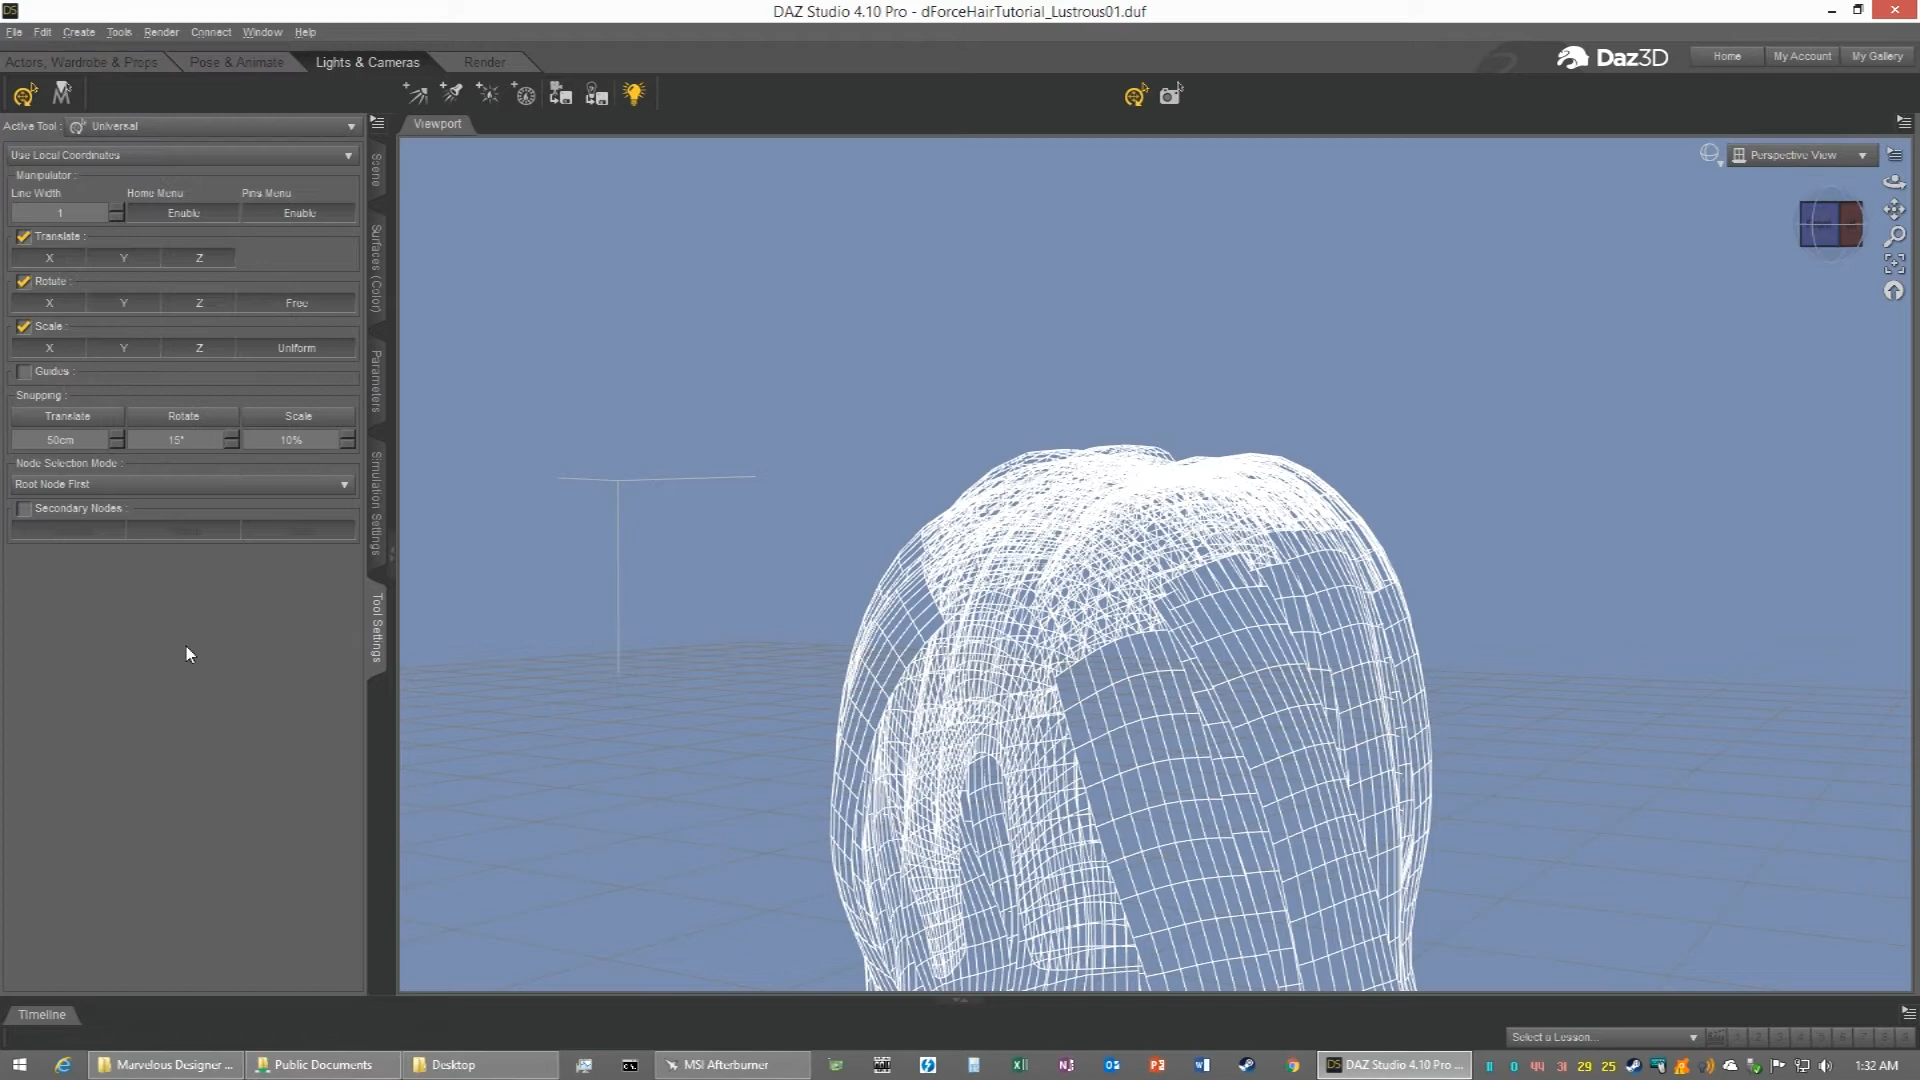 DAZ Studio 4.10 Pro - dForceHairTutorial_Lustrous01.duf
File Edit Create Tools Render Connect Window Help
Actors, Wardrobe & Props Pose & Animate Lights & Cameras Render
Daz3D Home My Account My Gallery
Active Tool : Universal
Viewport
Use Local Coordinates
Perspective View
Manipulator :
Line Width Home Menu Pins Menu
1 Enable Enable
Translate :
X Y Z
Rotate :
X Y Z Free
Scale :
X Y Z Uniform
Guides :
Snapping :
Translate Rotate Scale
50cm 15° 10%
Node Selection Mode :
Root Node First
Secondary Nodes :
Scene
Surfaces (Color)
Parameters
Simulation Settings
Tool Settings
Timeline
Select a Lesson...
Marvelous Designer ... Public Documents Desktop MSI Afterburner DAZ Studio 4.10 Pro ... 0 44 31 29 25 1:32 AM